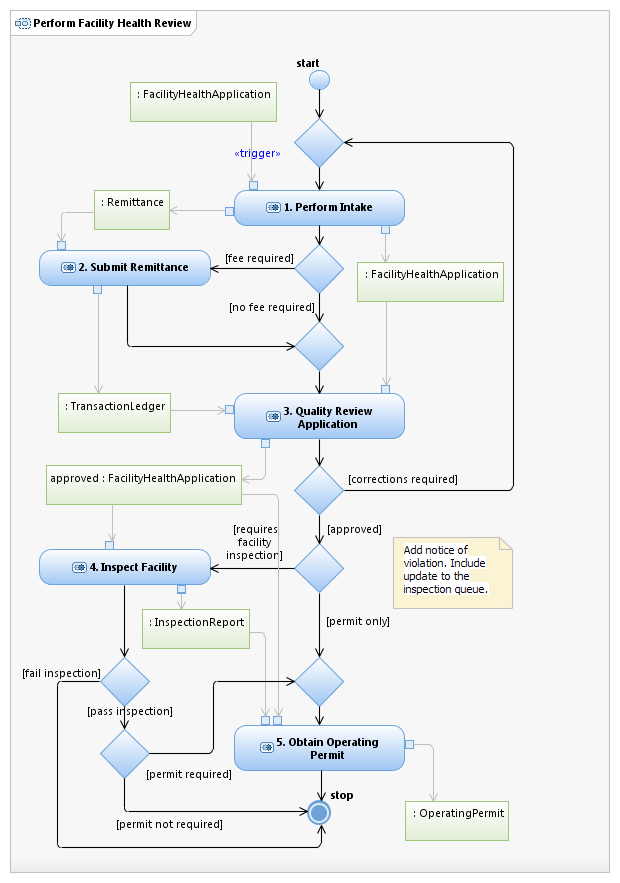 Perform Facility Health Review
start
: FacilityHealthApplication
«trigger»
: Remittance
1. Perform Intake
[fee required]
2. Submit Remittance
: FacilityHealthApplication
[no fee required]
: TransactionLedger
3. Quality Review
Application
approved : FacilityHealthApplication
[corrections required]
[requires
facility
inspection]
[approved]
Add notice of
violation. Include
update to the
inspection queue.
4. Inspect Facility
: InspectionReport
[permit only]
[fail inspection]
[pass inspection]
5. Obtain Operating
Permit
[permit required]
stop
: OperatingPermit
[permit not required]